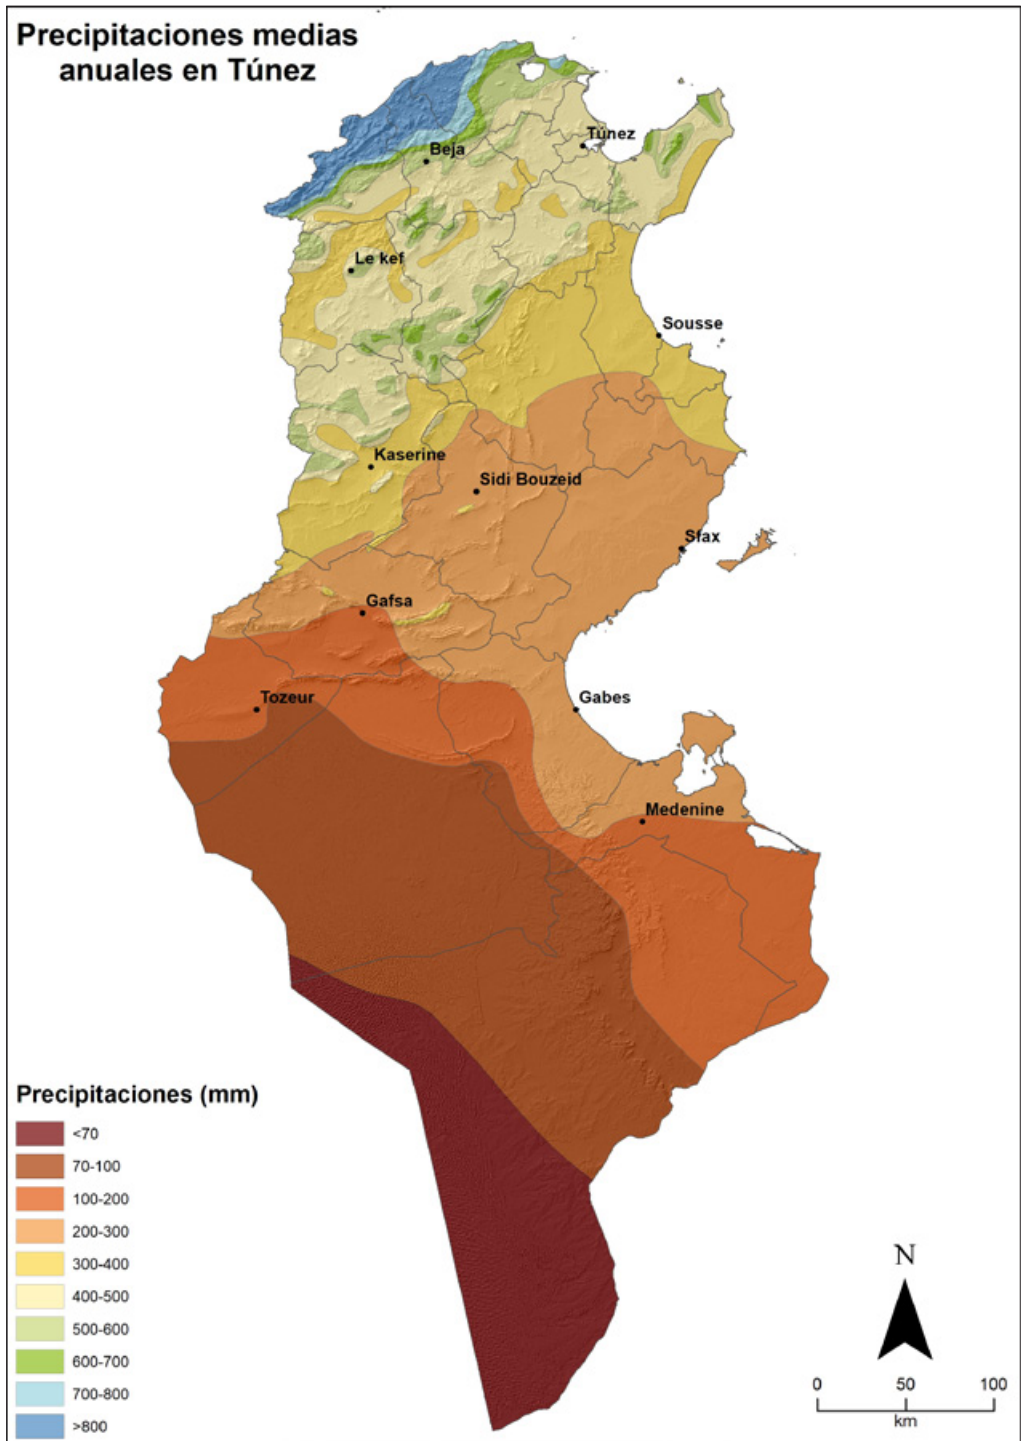 Precipitaciones medias
anuales en Túnez
Túnez
Beja
Le kef
Sousse
Kaserine
Sidi Bouzeid
Sfax
Gafsa
Tozeur
Gabes
Medenine
Precipitaciones (mm)
<70
70-100
100-200
200-300
300-400
400-500
500-600
600-700
700-800
>800
N
0 50 100
km